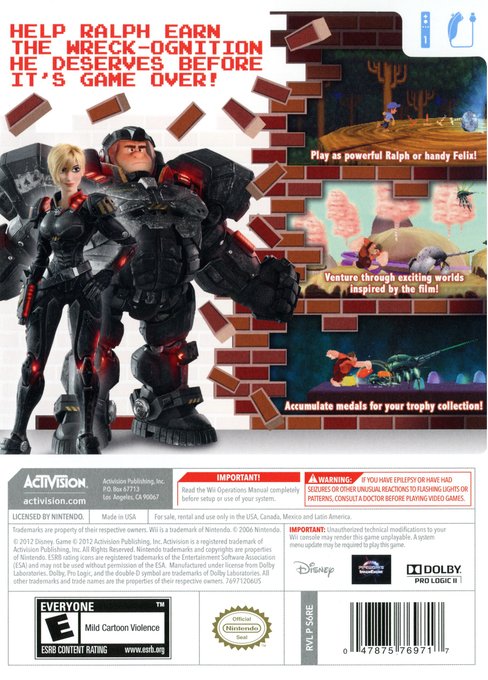 HELP RALPH EARN
THE WRECK-OGNITION
HE DESERVES BEFORE
IT'S GAME OVER!
1
Play as powerful Ralph or handy Felix!
Venture through exciting worlds
inspired by the film!
Accumulate medals for your trophy collection!
ACTIVISION
activision.com
Activision Publishing, Inc.
P.O. Box 67713
Los Angeles, CA 90067
IMPORTANT!
Read the Wii Operations Manual completely
before setup or use of your system.
WARNING: IF YOU HAVE EPILEPSY OR HAVE HAD
SEIZURES OR OTHER UNUSUAL REACTIONS TO FLASHING LIGHTS OR
PATTERNS, CONSULT A DOCTOR BEFORE PLAYING VIDEO GAMES.
LICENSED BY NINTENDO.
Made in USA
For sale, rental and use only in the USA, Canada, Mexico and Latin America.
Trademarks are property of their respective owners. Wii is a trademark of Nintendo. © 2006 Nintendo.
© 2012 Disney. Game © 2012 Activision Publishing, Inc. Activision is a registered trademark of
Activision Publishing, Inc. All Rights Reserved. Nintendo trademarks and copyrights are properties
of Nintendo. ESRB rating icons are registered trademarks of the Entertainment Software Association
(ESA) and may not be used without permission of the ESA. Manufactured under license from Dolby
Laboratories. Dolby, Pro Logic, and the double D symbol are trademarks of Dolby Laboratories. All
other trademarks and trade names are the properties of their respective owners. 76971206US
IMPORTANT: Unauthorized technical modifications to your
Wii console may render this game unplayable. A system
menu update may be required to play this game.
Disney
DOLBY
PRO LOGIC II
EVERYONE
TM
E
Mild Cartoon Violence
ESRB CONTENT RATING
www.esrb.org
Official
Nintendo
Seal
RVL P S6RE
0 47875 76971 7